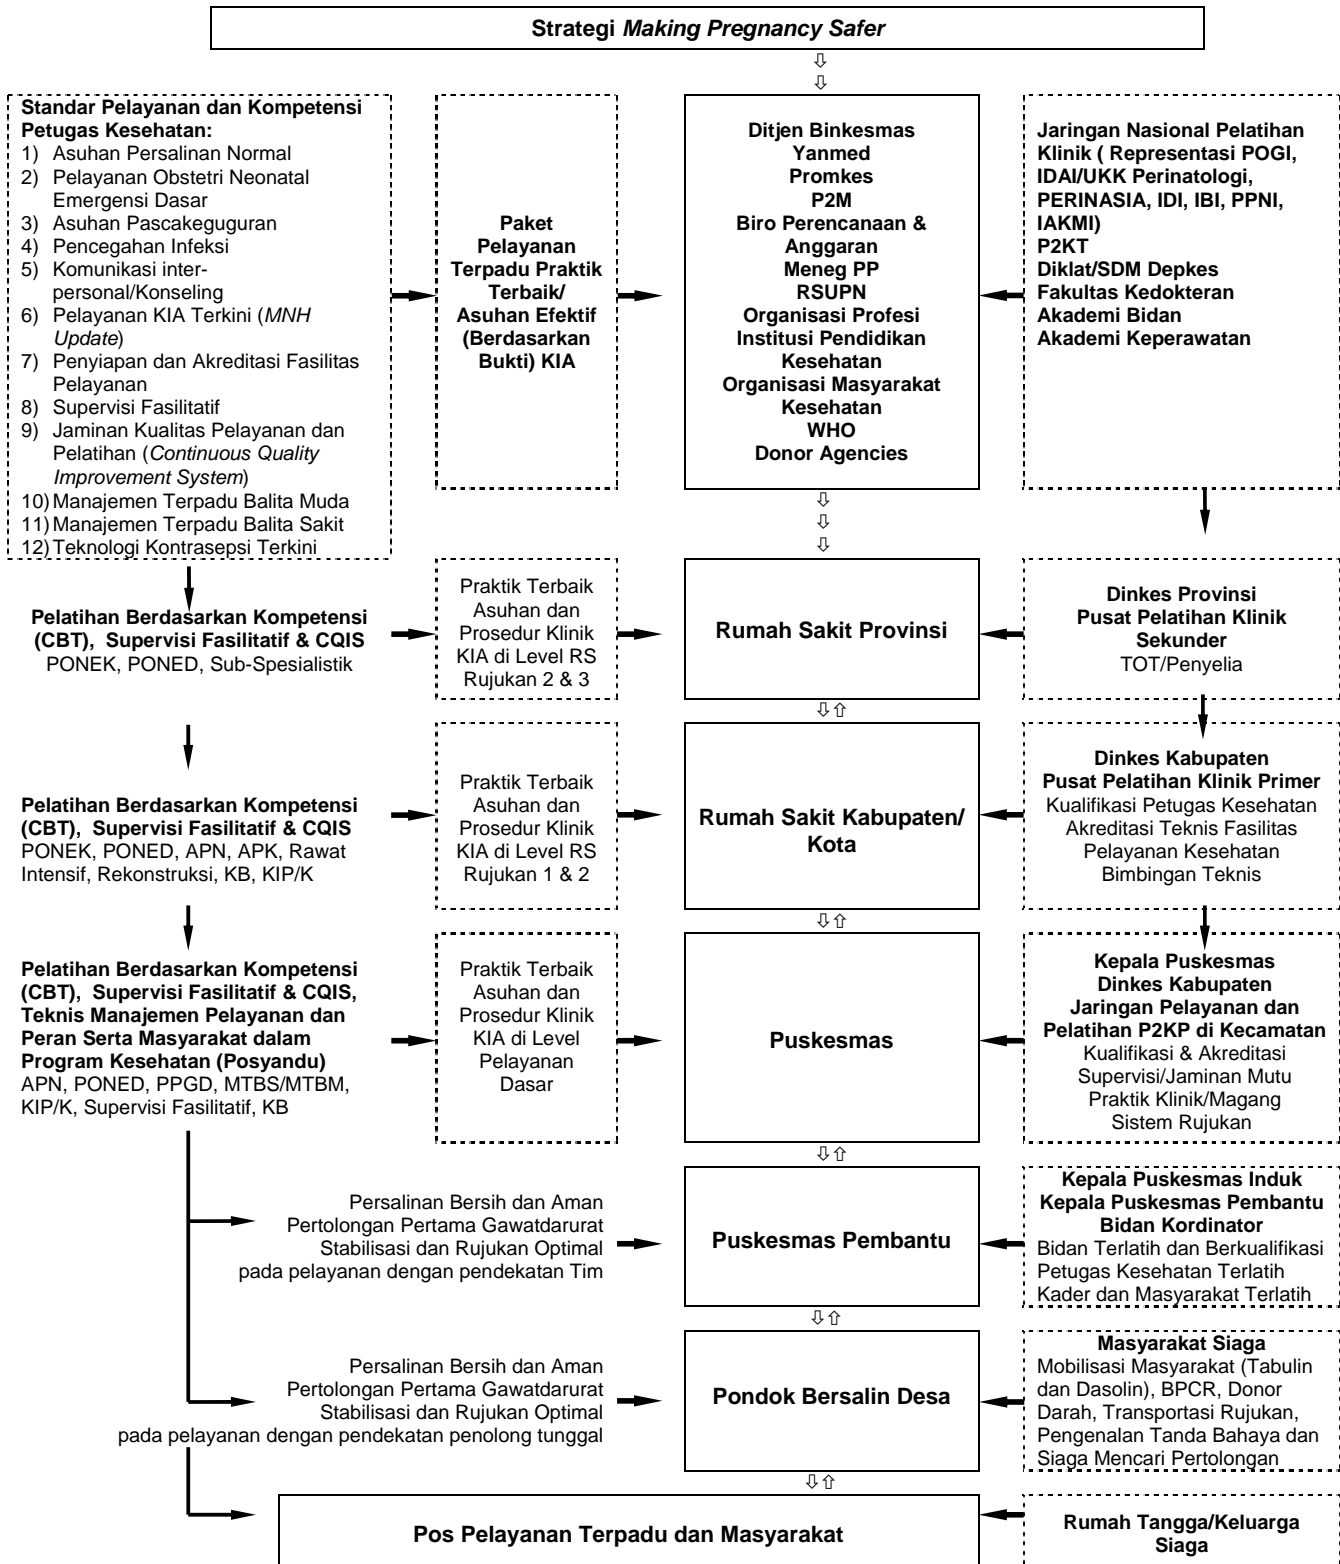 Strategi Making Pregnancy Safer
Standar Pelayanan dan Kompetensi
Petugas Kesehatan:
1) Asuhan Persalinan Normal
2) Pelayanan Obstetri Neonatal
Emergensi Dasar
3) Asuhan Pascakeguguran
4) Pencegahan Infeksi
5) Komunikasi inter-
personal/Konseling
6) Pelayanan KIA Terkini (MNH
Update)
7) Penyiapan dan Akreditasi Fasilitas
Pelayanan
8) Supervisi Fasilitatif
9) Jaminan Kualitas Pelayanan dan
Pelatihan (Continuous Quality
Improvement System)
10) Manajemen Terpadu Balita Muda
11) Manajemen Terpadu Balita Sakit
12) Teknologi Kontrasepsi Terkini
Paket
Pelayanan
Terpadu Praktik
Terbaik/
Asuhan Efektif
(Berdasarkan
Bukti) KIA
Ditjen Binkesmas
Yanmed
Promkes
P2M
Biro Perencanaan &
Anggaran
Meneg PP
RSUPN
Organisasi Profesi
Institusi Pendidikan
Kesehatan
Organisasi Masyarakat
Kesehatan
WHO
Donor Agencies
Jaringan Nasional Pelatihan
Klinik ( Representasi POGI,
IDAI/UKK Perinatologi,
PERINASIA, IDI, IBI, PPNI,
IAKMI)
P2KT
Diklat/SDM Depkes
Fakultas Kedokteran
Akademi Bidan
Akademi Keperawatan
Pelatihan Berdasarkan Kompetensi
(CBT), Supervisi Fasilitatif & CQIS
PONEK, PONED, Sub-Spesialistik
Praktik Terbaik
Asuhan dan
Prosedur Klinik
KIA di Level RS
Rujukan 2 & 3
Rumah Sakit Provinsi
Dinkes Provinsi
Pusat Pelatihan Klinik
Sekunder
TOT/Penyelia
Pelatihan Berdasarkan Kompetensi
(CBT), Supervisi Fasilitatif & CQIS
PONEK, PONED, APN, APK, Rawat
Intensif, Rekonstruksi, KB, KIP/K
Praktik Terbaik
Asuhan dan
Prosedur Klinik
KIA di Level RS
Rujukan 1 & 2
Rumah Sakit Kabupaten/
Kota
Dinkes Kabupaten
Pusat Pelatihan Klinik Primer
Kualifikasi Petugas Kesehatan
Akreditasi Teknis Fasilitas
Pelayanan Kesehatan
Bimbingan Teknis
Pelatihan Berdasarkan Kompetensi
(CBT), Supervisi Fasilitatif & CQIS,
Teknis Manajemen Pelayanan dan
Peran Serta Masyarakat dalam
Program Kesehatan (Posyandu)
APN, PONED, PPGD, MTBS/MTBM,
KIP/K, Supervisi Fasilitatif, KB
Praktik Terbaik
Asuhan dan
Prosedur Klinik
KIA di Level
Pelayanan
Dasar
Puskesmas
Kepala Puskesmas
Dinkes Kabupaten
Jaringan Pelayanan dan
Pelatihan P2KP di Kecamatan
Kualifikasi & Akreditasi
Supervisi/Jaminan Mutu
Praktik Klinik/Magang
Sistem Rujukan
Persalinan Bersih dan Aman
Pertolongan Pertama Gawatdarurat
Stabilisasi dan Rujukan Optimal
pada pelayanan dengan pendekatan Tim
Puskesmas Pembantu
Kepala Puskesmas Induk
Kepala Puskesmas Pembantu
Bidan Kordinator
Bidan Terlatih dan Berkualifikasi
Petugas Kesehatan Terlatih
Kader dan Masyarakat Terlatih
Persalinan Bersih dan Aman
Pertolongan Pertama Gawatdarurat
Stabilisasi dan Rujukan Optimal
pada pelayanan dengan pendekatan penolong tunggal
Pondok Bersalin Desa
Masyarakat Siaga
Mobilisasi Masyarakat (Tabulin
dan Dasolin), BPCR, Donor
Darah, Transportasi Rujukan,
Pengenalan Tanda Bahaya dan
Siaga Mencari Pertolongan
Pos Pelayanan Terpadu dan Masyarakat
Rumah Tangga/Keluarga
Siaga